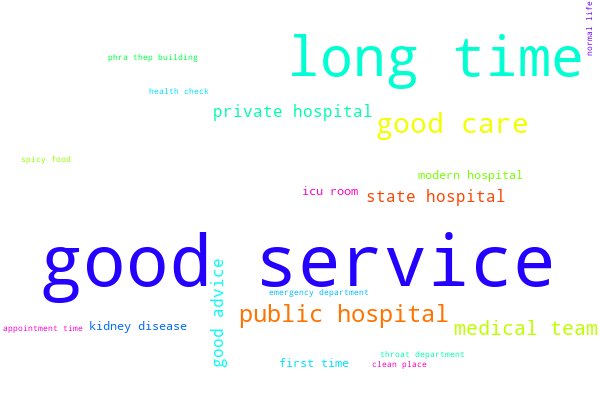 normal life
long time
phra thep building
health check
private hospital
good care
spicy food
modern hospital
icu room
state hospital
good service
good advice
emergency department
public hospital
appointment time
kidney disease
medical team
throat department
first time
clean place